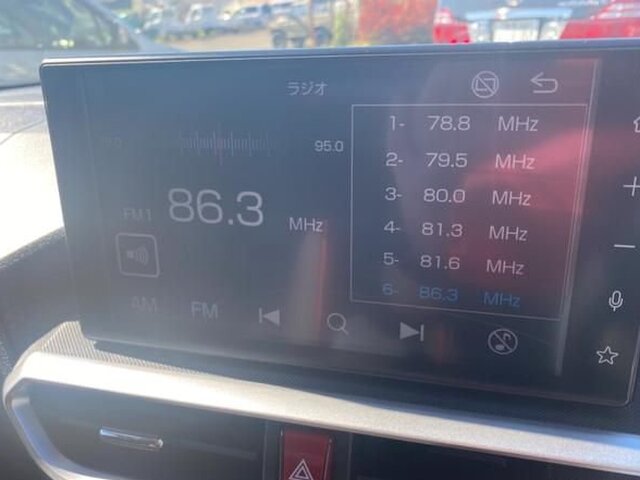 ラジオ
95.0
FM1
86.3 MHz
AM FM
1- 78.8 MHz
2- 79.5 MHz
3- 80.0 MHz
4- 81.3 MHz
5- 81.6 MHz
6- 86.3 MHz